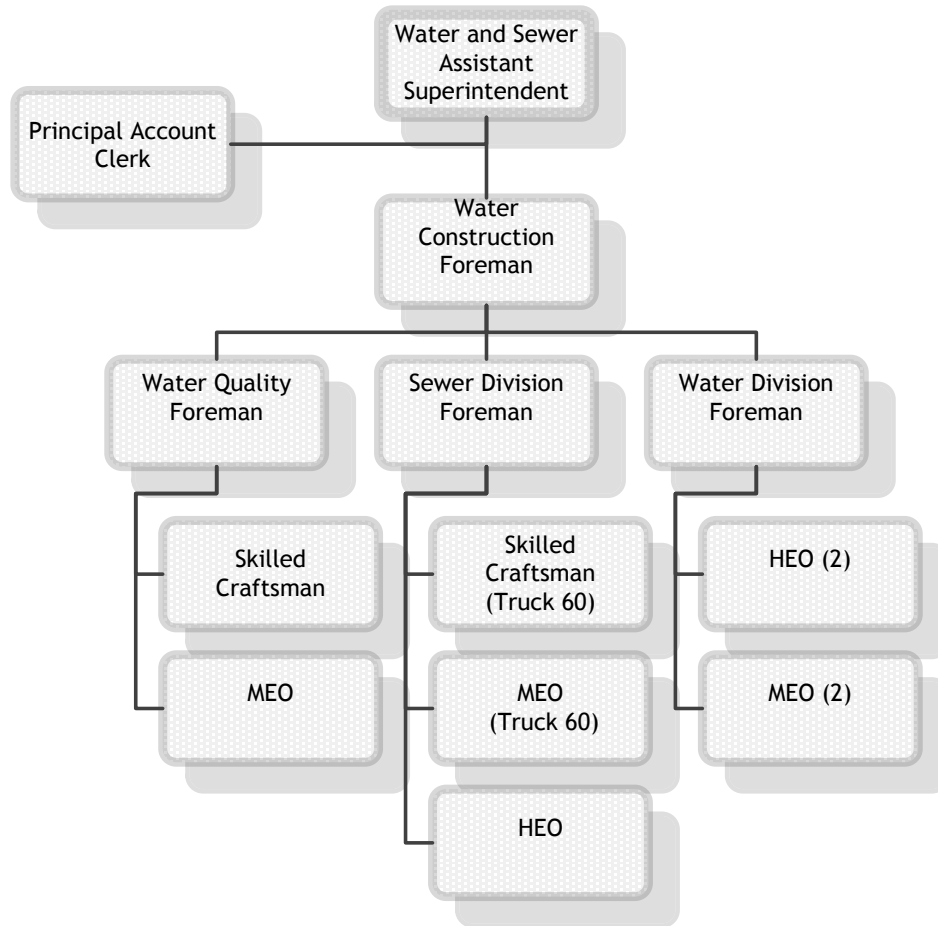 Water and Sewer
Assistant
Superintendent
Principal Account
Clerk
Water
Construction
Foreman
Water Quality
Foreman
Sewer Division
Foreman
Water Division
Foreman
Skilled
Craftsman
Skilled
Craftsman
(Truck 60)
HEO (2)
MEO
MEO
(Truck 60)
MEO (2)
HEO